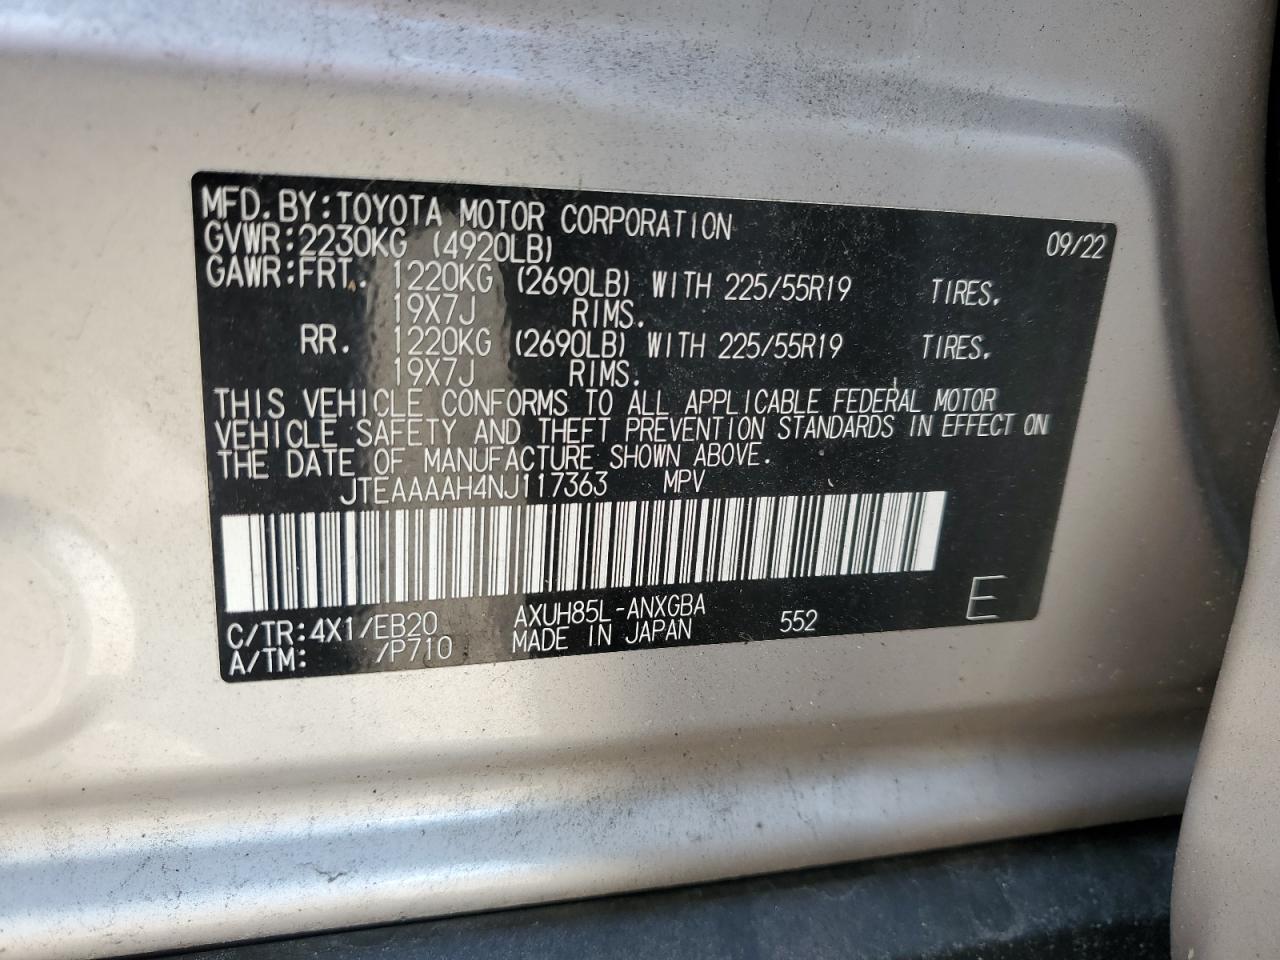 MFD.BY:TOYOTA MOTOR CORPORATION 09/22
GVWR:2230KG (4920LB)
GAWR:FRT. 1220KG (2690LB) WITH 225/55R19 TIRES.
19X7J RIMS.
RR. 1220KG (2690LB) WITH 225/55R19 TIRES.
19X7J RIMS.
THIS VEHICLE CONFORMS TO ALL APPLICABLE FEDERAL MOTOR
VEHICLE SAFETY AND THEFT PREVENTION STANDARDS IN EFFECT ON
THE DATE OF MANUFACTURE SHOWN ABOVE.
JTEAAAAH4NJ117363 MPV
C/TR:4X1/EB20 AXUH85L-ANXGBA
A/TM: /P710 MADE IN JAPAN 552 E